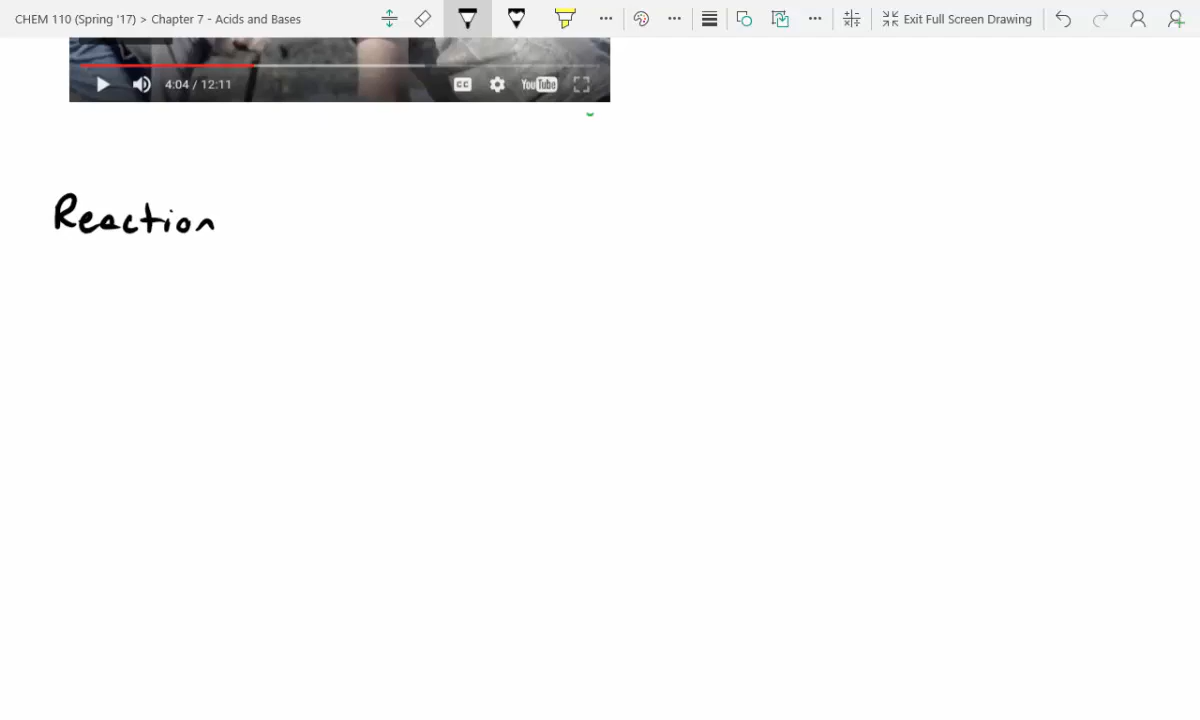 CHEM 110 (Spring '17) > Chapter 7 - Acids and Bases Exit Full Screen Drawing
4:04 / 12:11 CC YouTube
Reaction